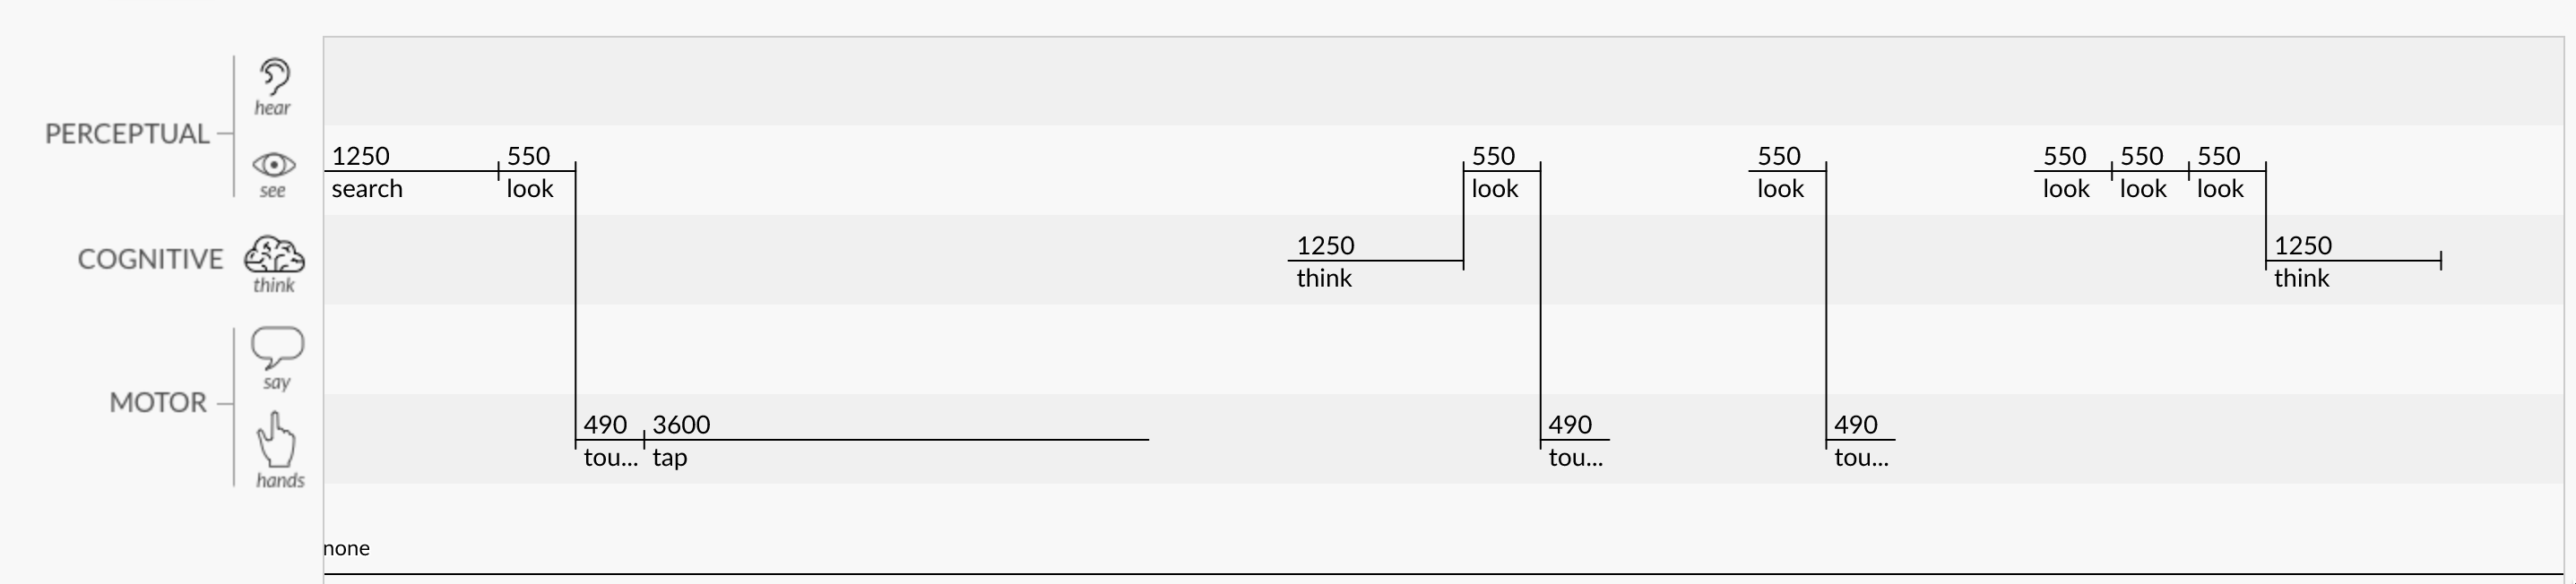 hear
PERCEPTUAL
1250 550 550 550 550 550 550
see
search look look look look look look
COGNITIVE
1250 1250
think
think think
say
MOTOR
490 3600 490 490
tou... tap tou... tou...
hands
none